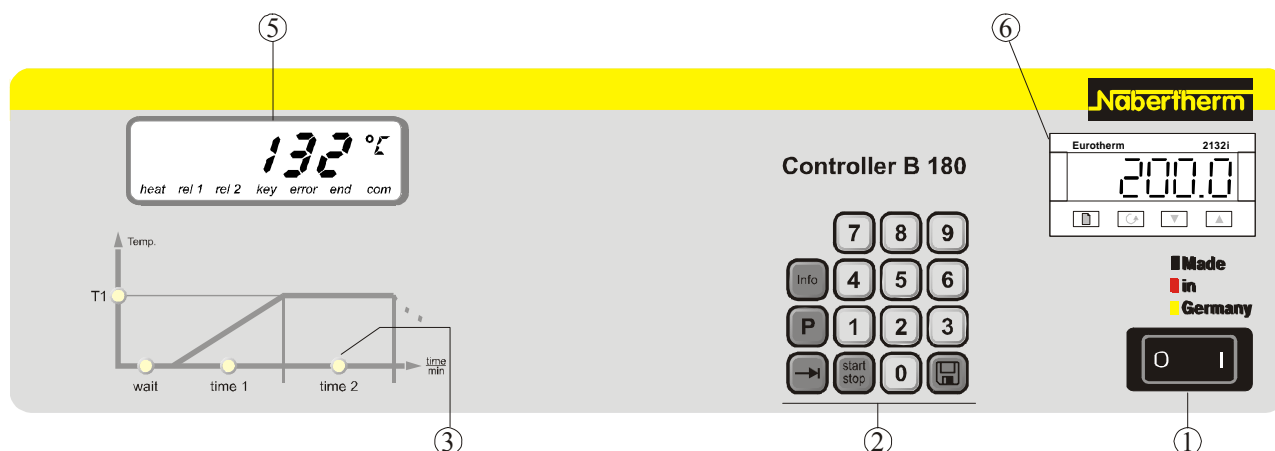 5
6
Nabertherm
132 °C
heat rel 1 rel 2 key error end com
Eurotherm 2132i
200.0
Controller B 180
7 8 9
Info 4 5 6
P 1 2 3
start stop 0
Temp.
T1
wait time 1 time 2
time
min
Made
in
Germany
O I
3
2
1